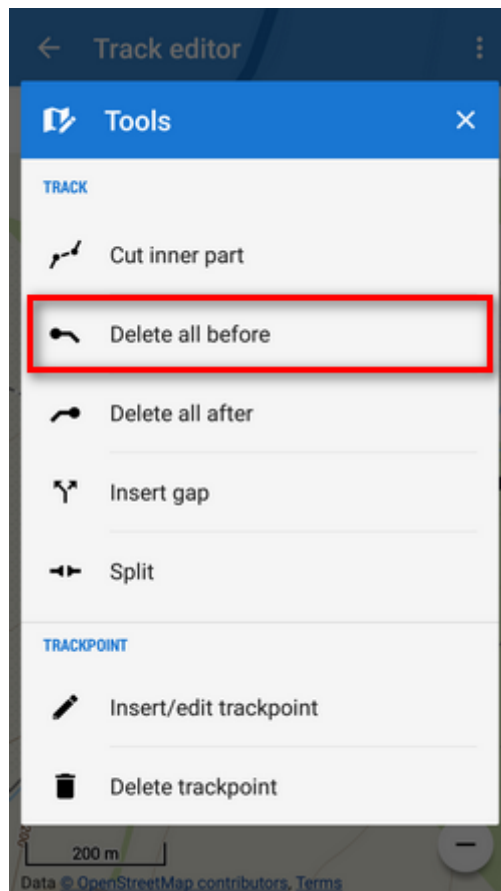 Track editor
Tools
TRACK
Cut inner part
Delete all before
Delete all after
Insert gap
Split
TRACKPOINT
Insert/edit trackpoint
Delete trackpoint
200
200 m
Data © OpenStreetMap contributors, Terms